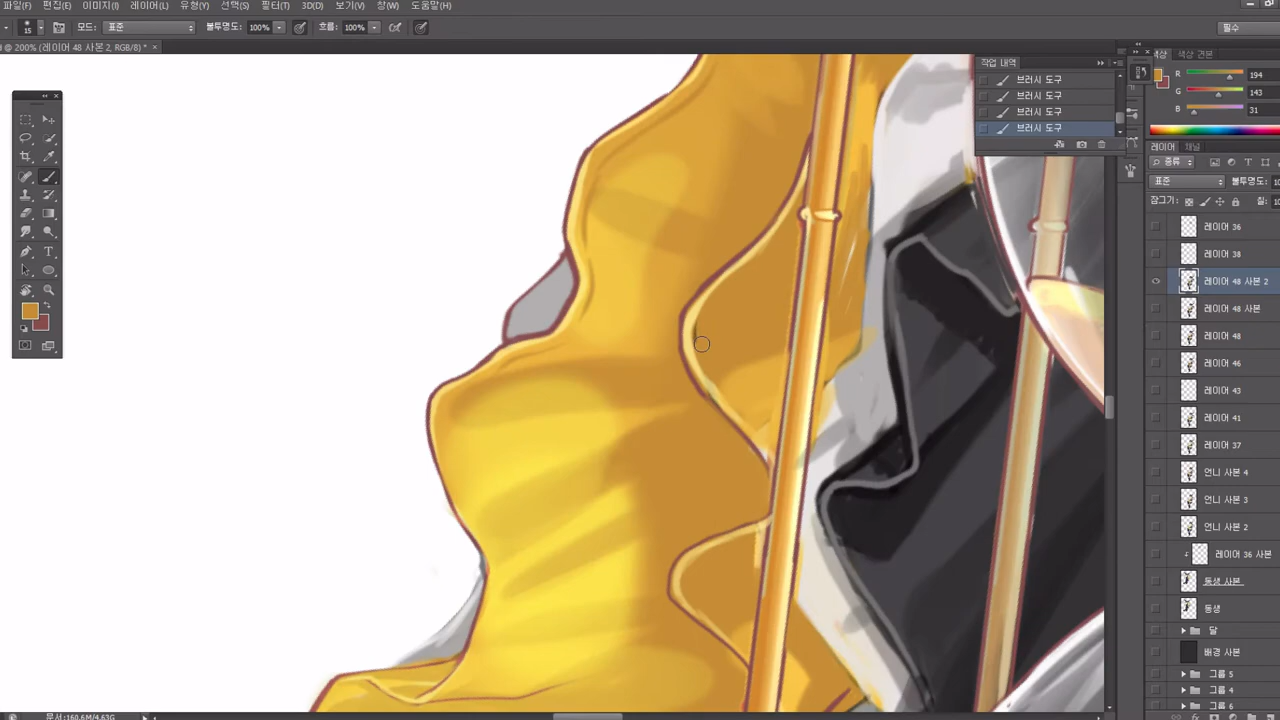 파일(F) 편집(E) 이미지(I) 레이어(L) 유형(Y) 선택(S) 필터(T) 3D(D) 보기(V) 창(W) 도움말(H)
15 모드: 표준 불투명도: 100% 흐름: 100% 필수
@ 200% (레이어 48 사본 2, RGB/8) *
작업 내역
브러시 도구
브러시 도구
브러시 도구
브러시 도구
색상 색상 견본
R 194
G 143
B 31
레이어 채널
종류
표준 불투명도:
잠그기: 칠:
레이어 36
레이어 38
레이어 48 사본 2
레이어 48 사본
레이어 48
레이어 46
레이어 43
레이어 41
레이어 37
언니 사본 4
언니 사본 3
언니 사본 2
레이어 36 사본
동생 사본
동생
달
배경 사본
그룹 5
그룹 4
그룹 6
문서:160.6M/4.63G